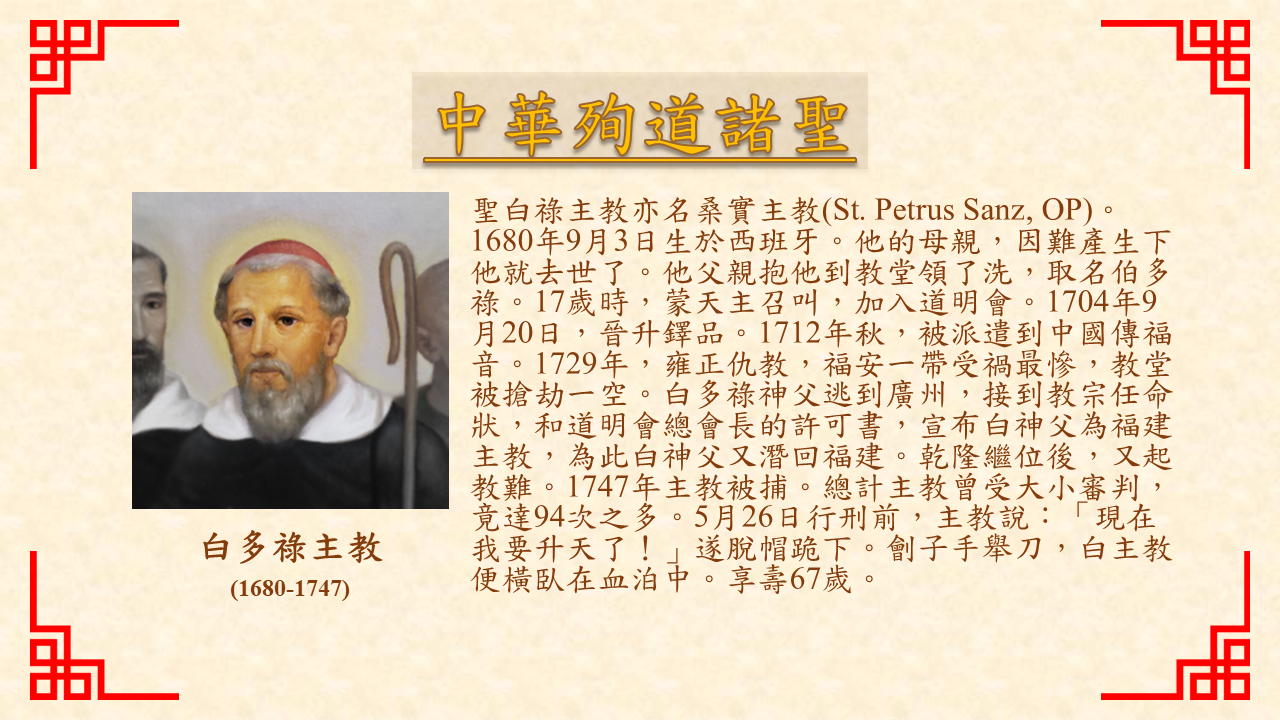 中華殉道諸聖
聖白祿主教亦名桑實主教(St. Petrus Sanz, OP)。
1680年9月3日生於西班牙。他的母親，因難產生下
他就去世了。他父親抱他到教堂領了洗，取名伯多
祿。17歲時，蒙天主召叫，加入道明會。1704年9
月20日，晉升鐸品。1712年秋，被派遣到中國傳福
音。1729年，雍正仇教，福安一帶受禍最慘，教堂
被搶劫一空。白多祿神父逃到廣州，接到教宗任命
狀，和道明會總會長的許可書，宣布白神父為福建
主教，為此白神父又潛回福建。乾隆繼位後，又起
教難。1747年主教被捕。總計主教曾受大小審判，
竟達94次之多。5月26日行刑前，主教說：「現在
我要升天了！」遂脫帽跪下。劊子手舉刀，白主教
便橫臥在血泊中。享壽67歲。
白多祿主教
(1680-1747)